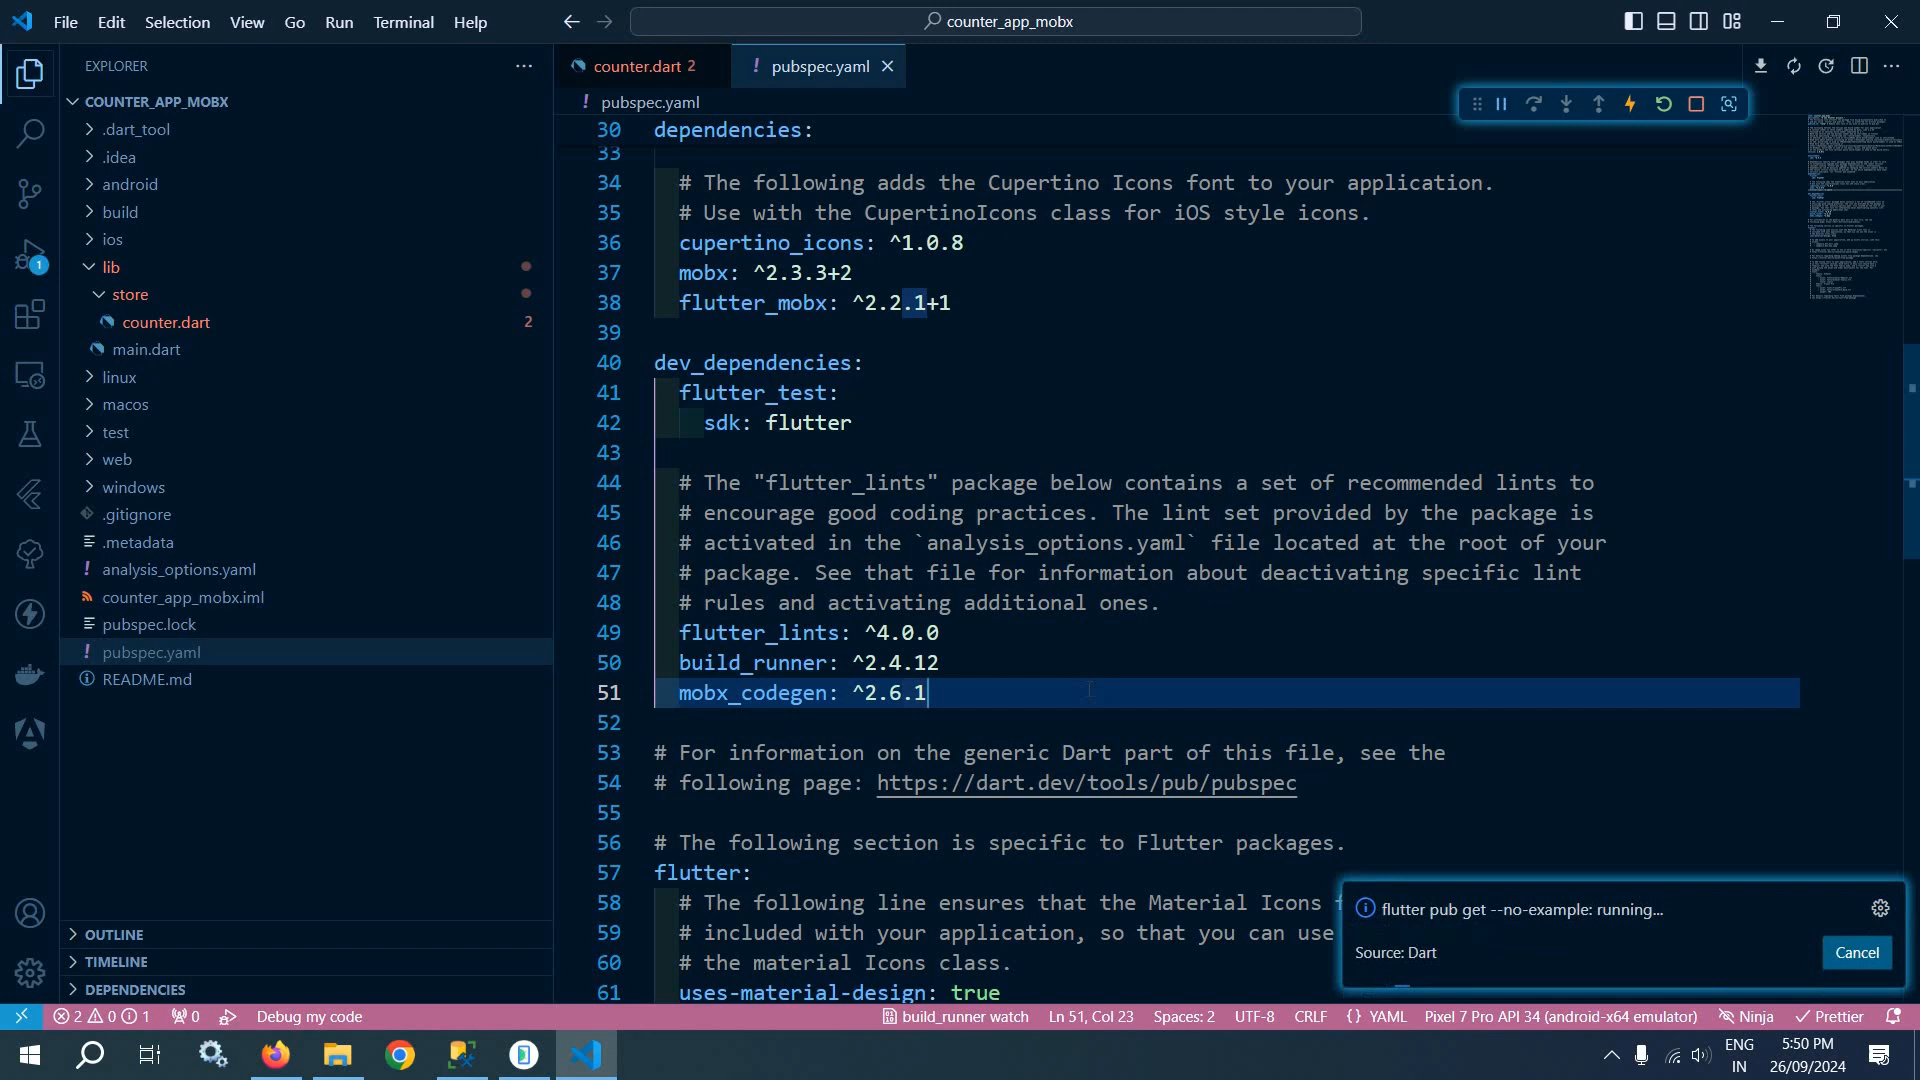 File Edit Selection View Go Run Terminal Help
counter_app_mobx
EXPLORER
counter.dart 2
pubspec.yaml
COUNTER_APP_MOBX
.dart_tool
.idea
android
build
ios
lib
store
counter.dart 2
main.dart
linux
macos
test
web
windows
.gitignore
.metadata
analysis_options.yaml
counter_app_mobx.iml
pubspec.lock
pubspec.yaml
README.md
OUTLINE
TIMELINE
DEPENDENCIES
1
pubspec.yaml
30 dependencies:
33
34 # The following adds the Cupertino Icons font to your application.
35 # Use with the CupertinoIcons class for iOS style icons.
36 cupertino_icons: ^1.0.8
37 mobx: ^2.3.3+2
38 flutter_mobx: ^2.2.1+1
39
40 dev_dependencies:
41 flutter_test:
42 sdk: flutter
43
44 # The "flutter_lints" package below contains a set of recommended lints to
45 # encourage good coding practices. The lint set provided by the package is
46 # activated in the `analysis_options.yaml` file located at the root of your
47 # package. See that file for information about deactivating specific lint
48 # rules and activating additional ones.
49 flutter_lints: ^4.0.0
50 build_runner: ^2.4.12
51 mobx_codegen: ^2.6.1
52
53 # For information on the generic Dart part of this file, see the
54 # following page: https://dart.dev/tools/pub/pubspec
55
56 # The following section is specific to Flutter packages.
57 flutter:
58 # The following line ensures that the Material Icons f
59 # included with your application, so that you can use
60 # the material Icons class.
61 uses-material-design: true
flutter pub get --no-example: running...
Source: Dart
Cancel
2 0 1 0 Debug my code
build_runner watch Ln 51, Col 23 Spaces: 2 UTF-8 CRLF {} YAML Pixel 7 Pro API 34 (android-x64 emulator) Ninja Prettier
ENG
IN
5:50 PM
26/09/2024